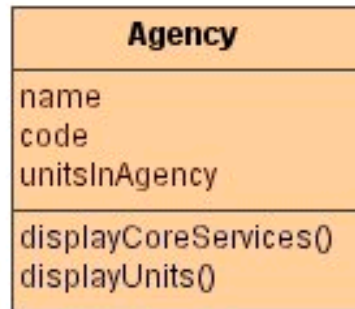 Agency
name
code
unitsInAgency
displayCoreServices()
displayUnits()